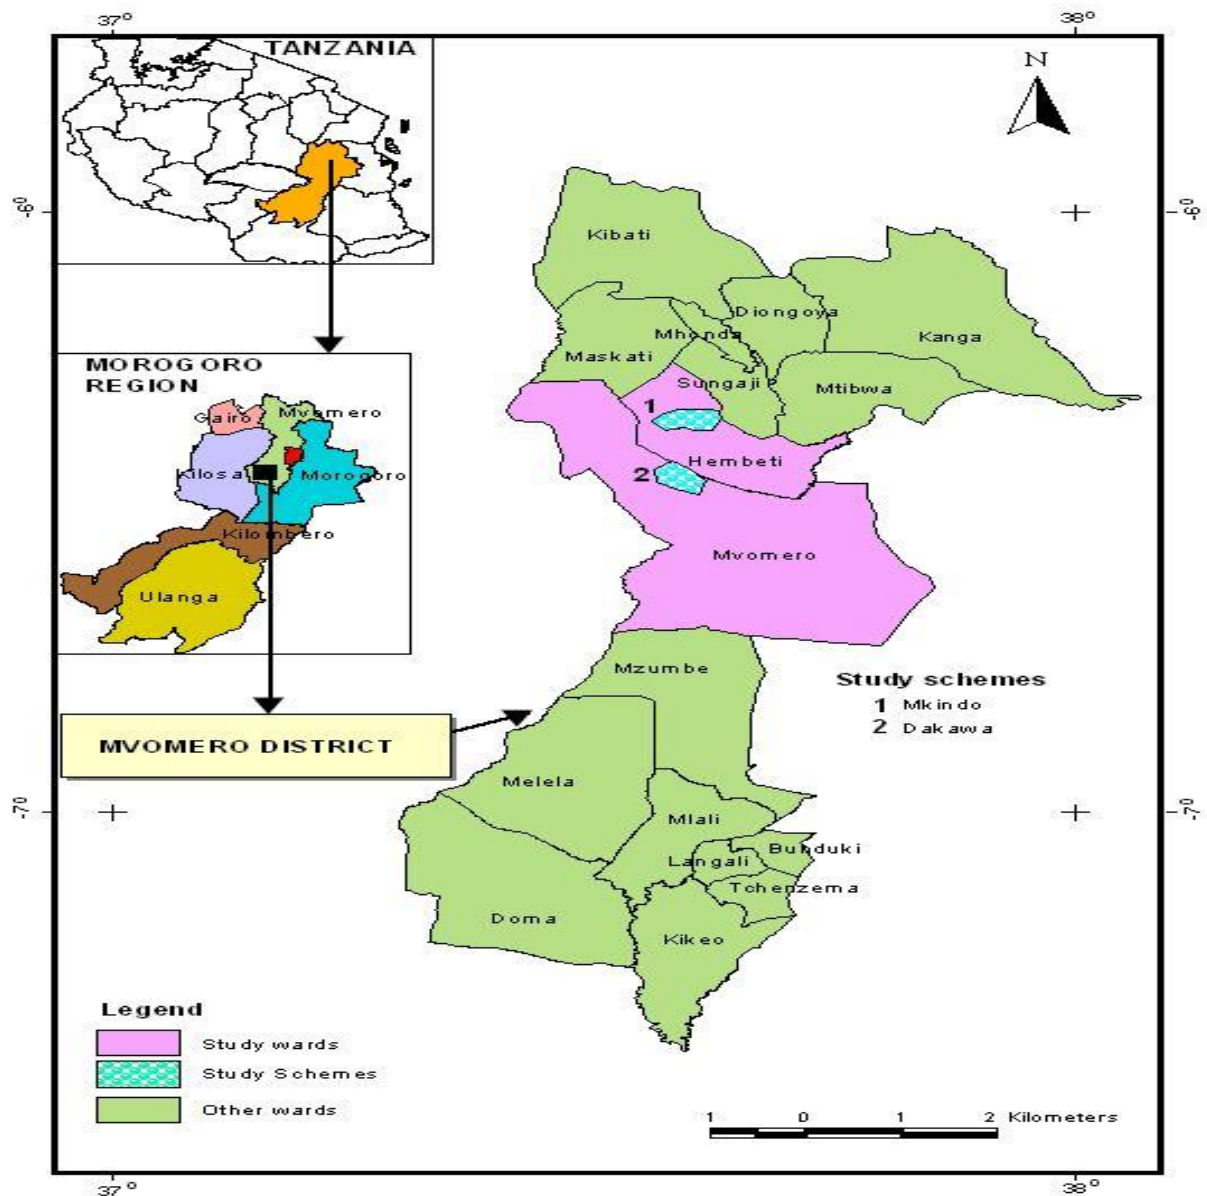 37°
38°
TANZANIA
N
-6°
-6°
Kibati
Diongoya
Mhonda
Kanga
Maskati
Sungaji
Mtibwa
1
Hembeti
2
Mvomero
MOROGORO
REGION
Gairo
Mvomero
Kilosa
Morogoro
Kilombero
Ulanga
Mzumbe
Study schemes
1 Mkindo
2 Dakawa
MVOMERO DISTRICT
Melela
-7°
-7°
Mlali
Bunduki
Langali
Tchenzema
Doma
Kikeo
Legend
Study wards
Study Schemes
Other wards
1 0 1 2 Kilometers
37°
38°